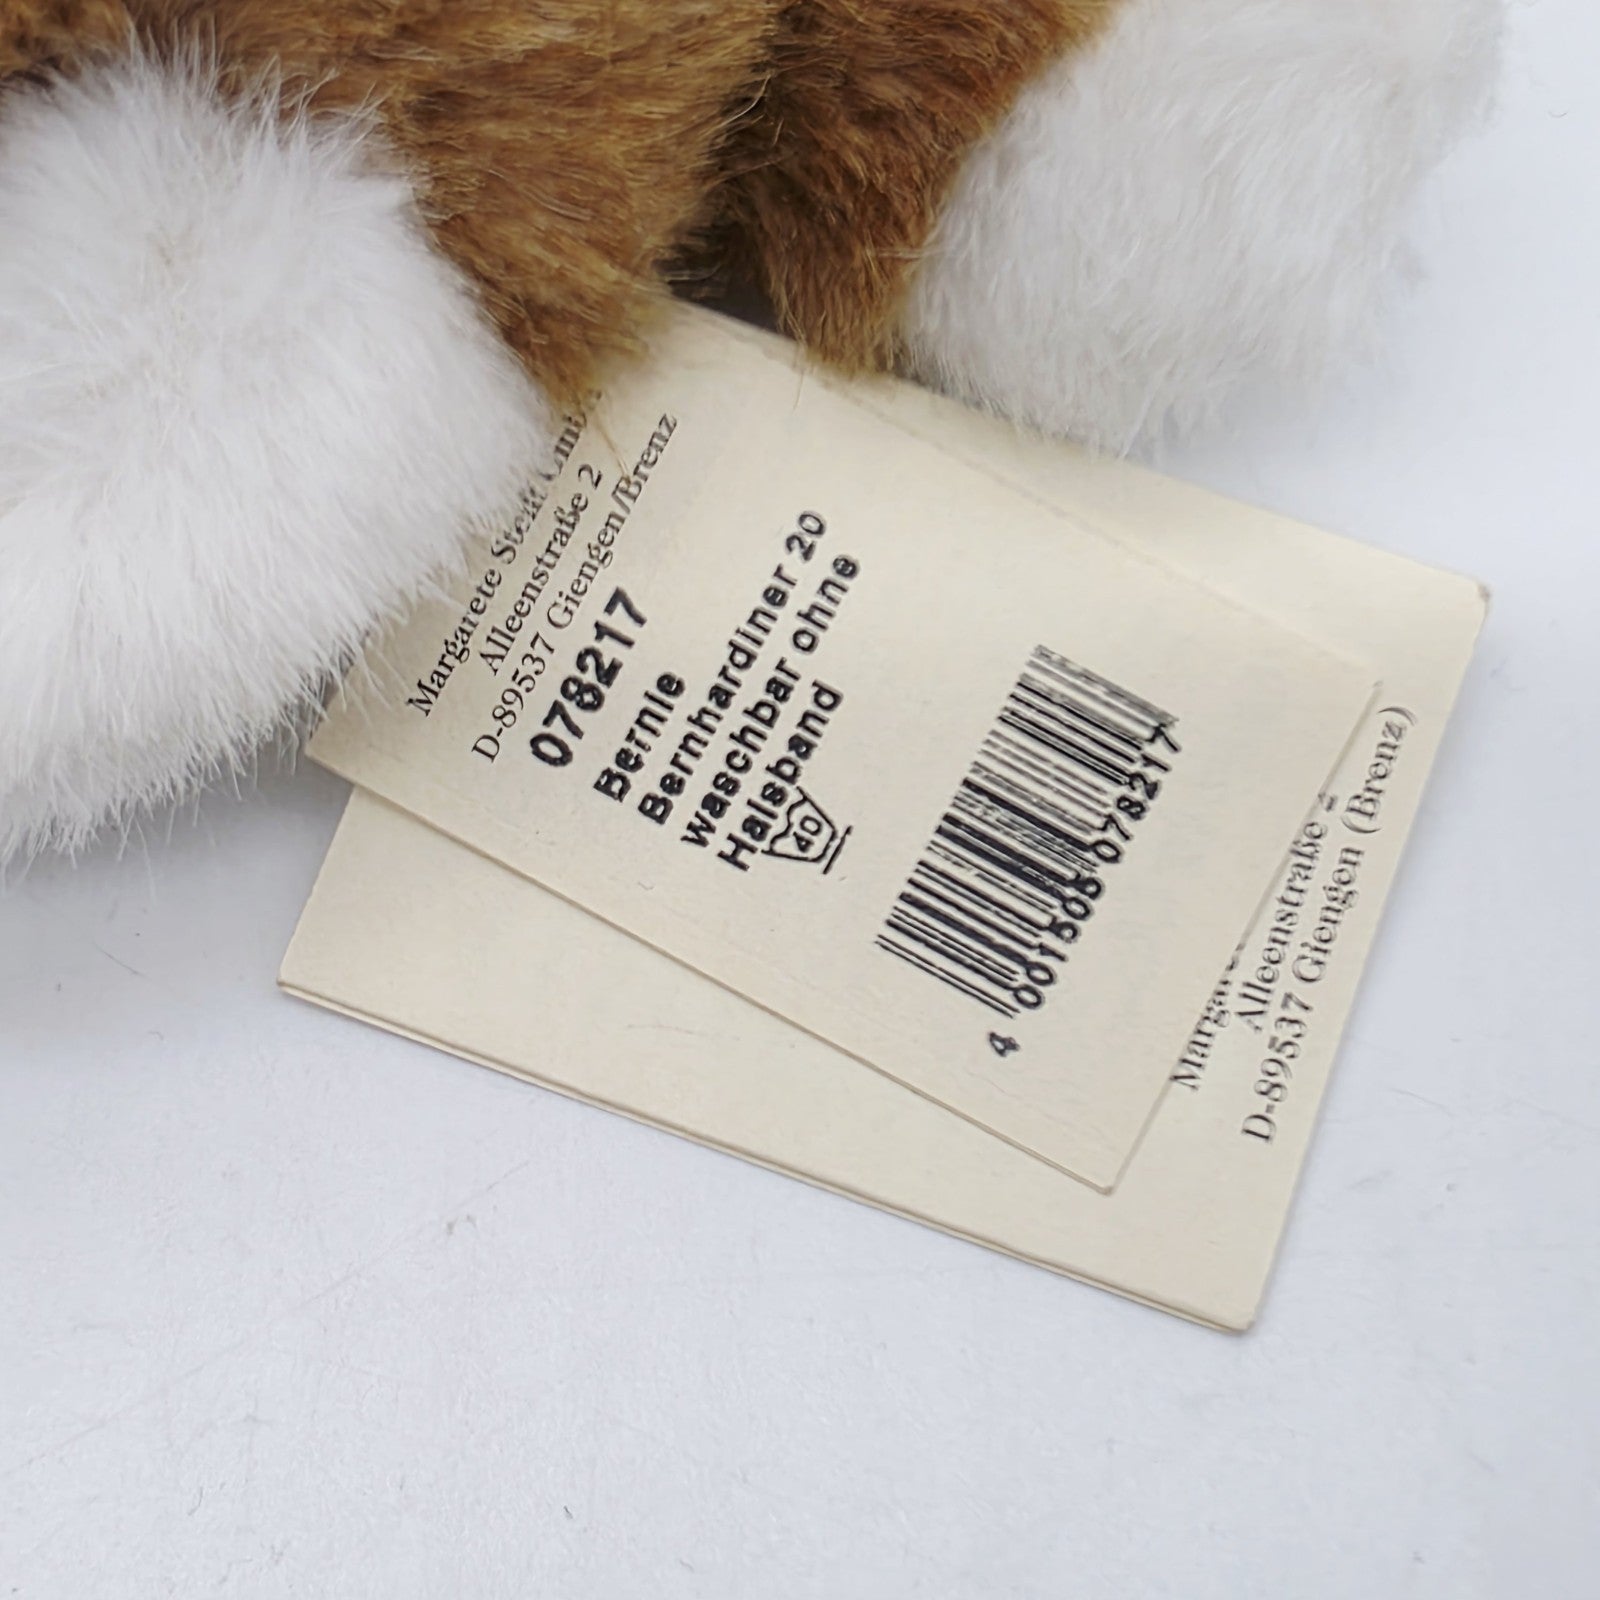 Margarete Steiff GmbH
Alleenstraße 2
D-89537 Giengen/Brenz
078217
Bernie
Bernhardiner 20
waschbar ohne
Halsband
40
4 001505 078217
Alleenstraße 2
D-89537 Giengen (Brenz)